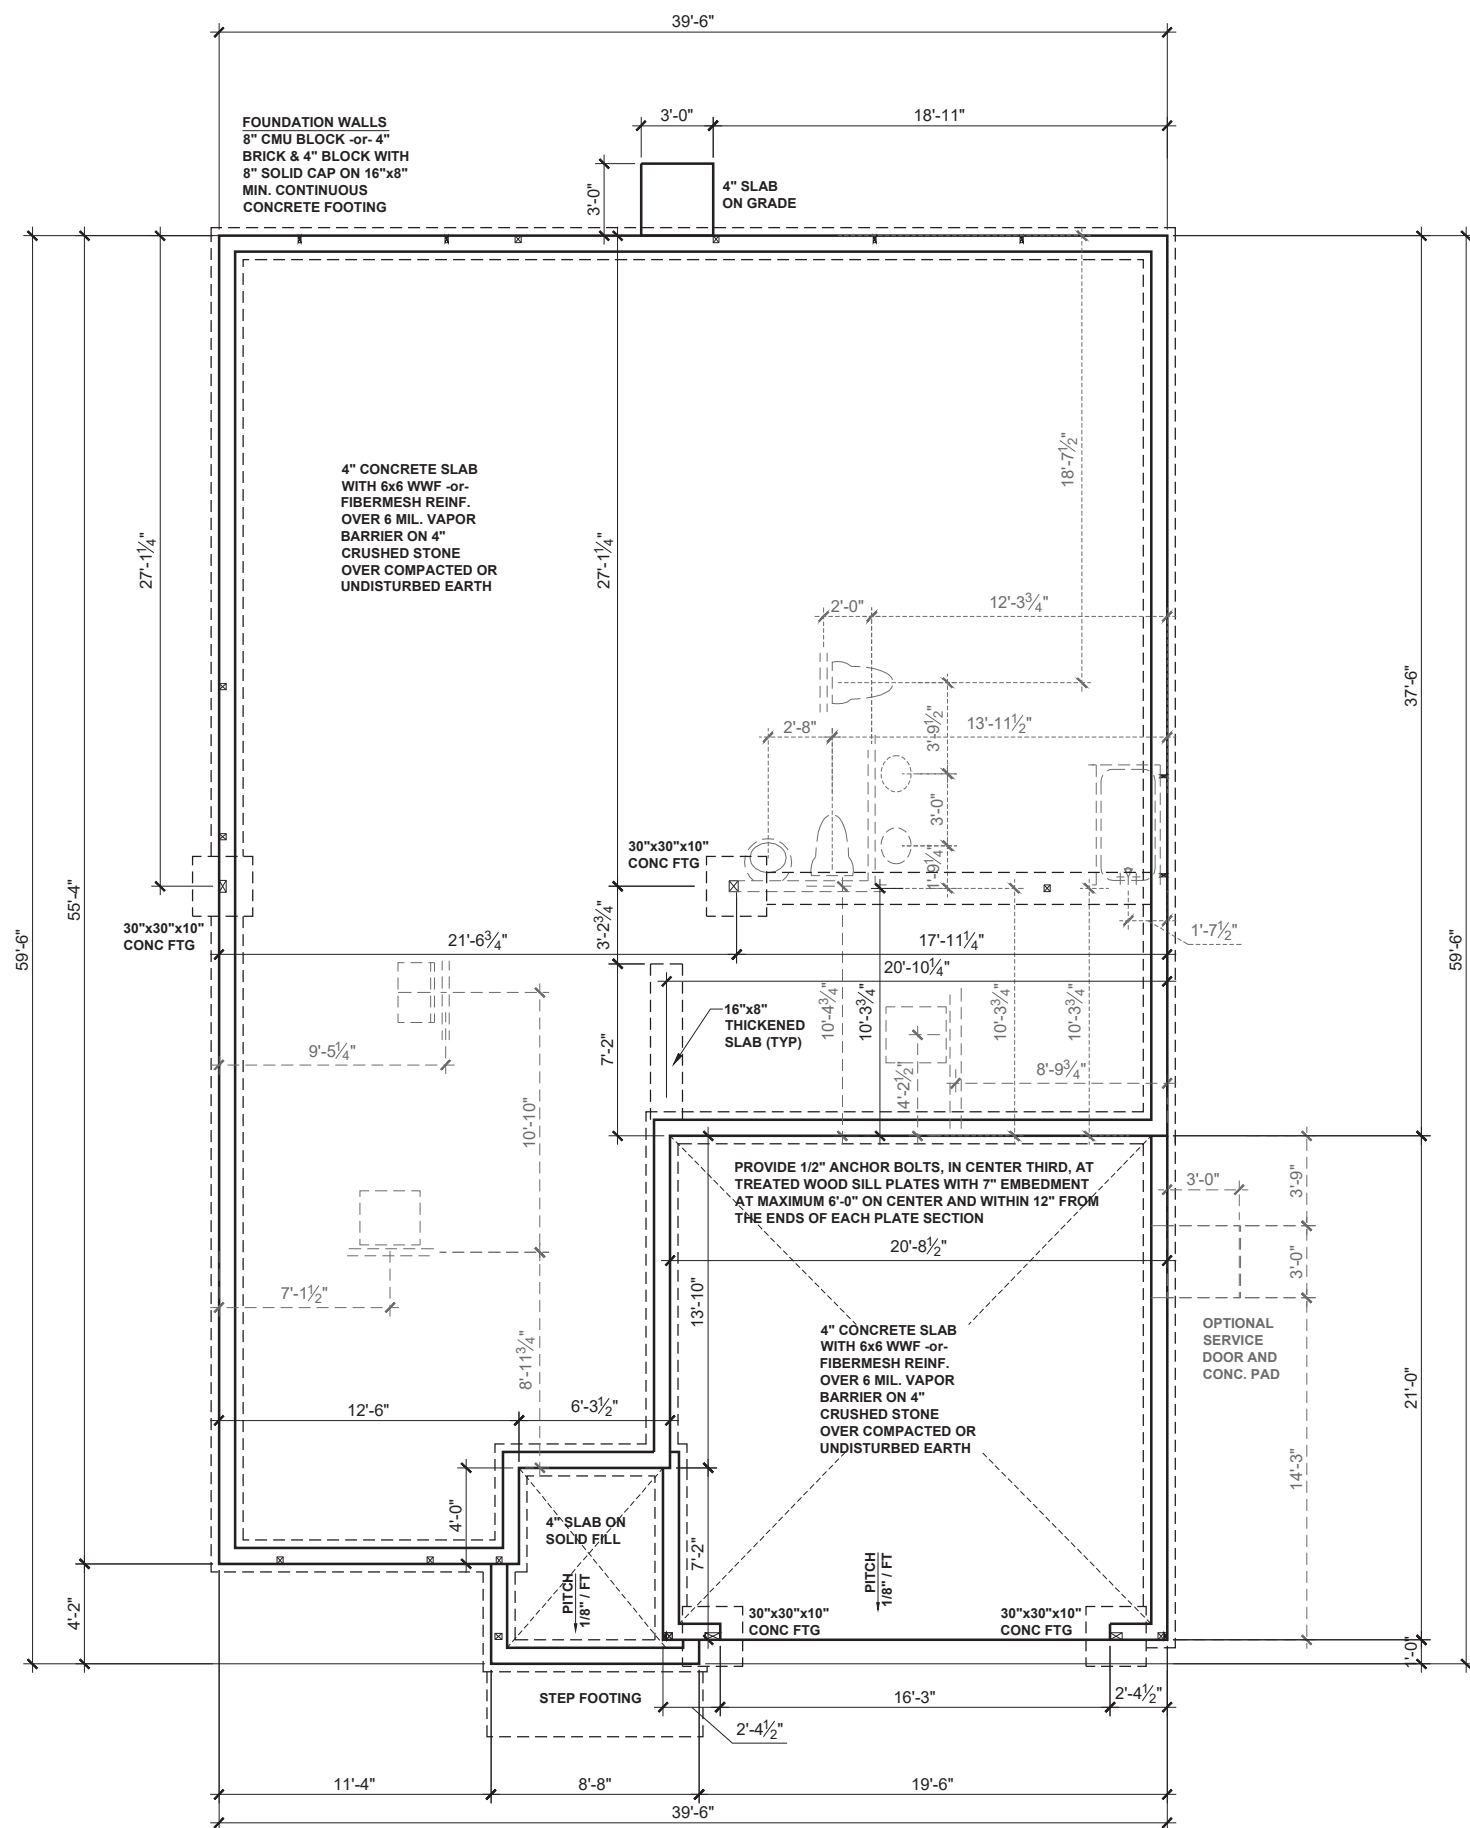 39'-6"
3'-0"
18'-11"
FOUNDATION WALLS
8" CMU BLOCK -or- 4"
BRICK & 4" BLOCK WITH
8" SOLID CAP ON 16"x8"
MIN. CONTINUOUS
CONCRETE FOOTING
3'-0"
4" SLAB
ON GRADE
18'-7½"
4" CONCRETE SLAB
WITH 6x6 WWF -or-
FIBERMESH REINF.
OVER 6 MIL. VAPOR
BARRIER ON 4"
CRUSHED STONE
OVER COMPACTED OR
UNDISTURBED EARTH
27'-1¼"
27'-1¼"
2'-0"
12'-3¾"
37'-6"
2'-8"
3'-9½"
13'-11½"
3'-0"
30"x30"x10"
CONC FTG
1'-9¼"
55'-4"
59'-6"
30"x30"x10"
CONC FTG
21'-6¾"
3'-2¾"
17'-11¼"
1'-7½"
59'-6"
20'-10¼"
16"x8"
THICKENED
SLAB (TYP)
10'-4¾"
10'-3¾"
10'-3¾"
10'-3¾"
7'-2"
9'-5¼"
4'-2½"
8'-9¾"
10'-10"
PROVIDE 1/2" ANCHOR BOLTS, IN CENTER THIRD, AT
TREATED WOOD SILL PLATES WITH 7" EMBEDMENT
AT MAXIMUM 6'-0" ON CENTER AND WITHIN 12" FROM
THE ENDS OF EACH PLATE SECTION
3'-0"
3'-9"
20'-8½"
3'-0"
7'-1½"
13'-10"
8'-11¾"
4" CONCRETE SLAB
WITH 6x6 WWF -or-
FIBERMESH REINF.
OVER 6 MIL. VAPOR
BARRIER ON 4"
CRUSHED STONE
OVER COMPACTED OR
UNDISTURBED EARTH
OPTIONAL
SERVICE
DOOR AND
CONC. PAD
21'-0"
12'-6"
6'-3½"
14'-3"
4'-0"
4" SLAB ON
SOLID FILL
7'-2"
PITCH
1/8" / FT
PITCH
1/8" / FT
4'-2"
30"x30"x10"
CONC FTG
30"x30"x10"
CONC FTG
1'-0"
STEP FOOTING
16'-3"
2'-4½"
2'-4½"
11'-4"
8'-8"
19'-6"
39'-6"